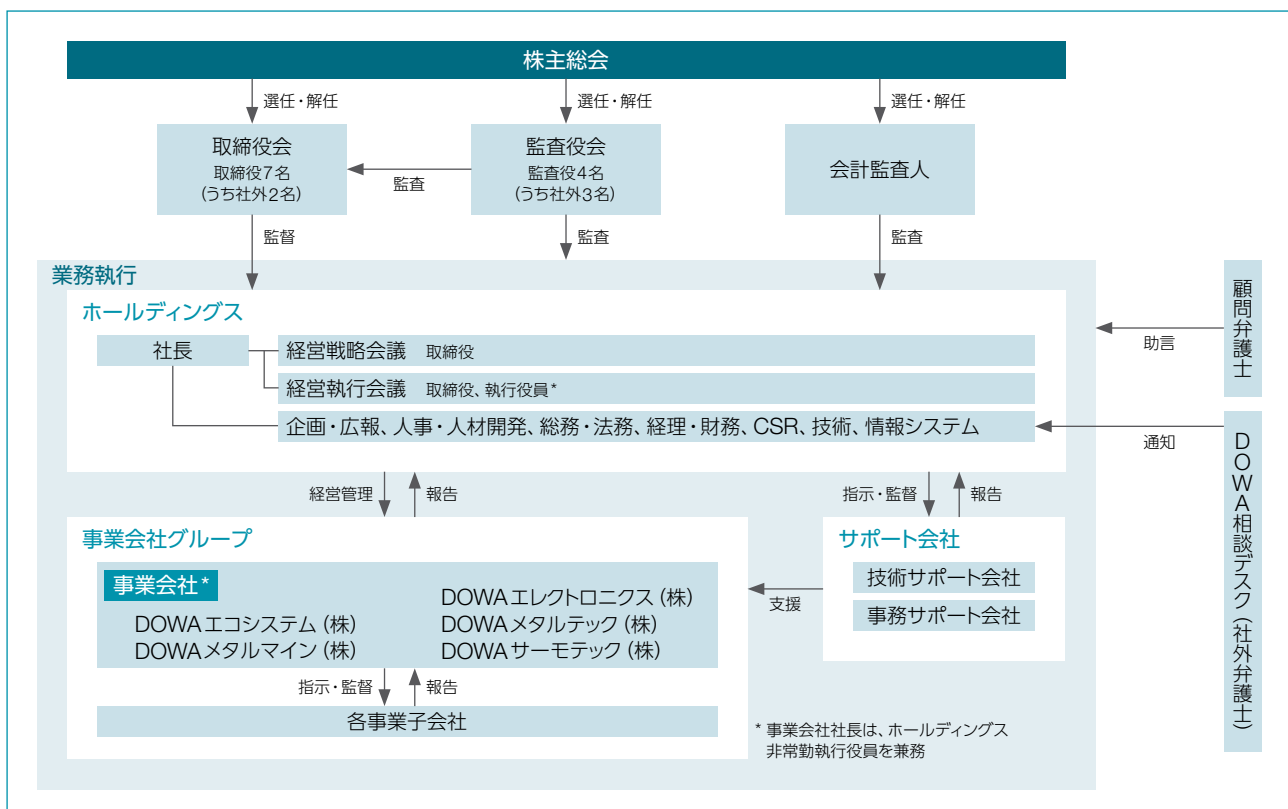 株主総会
選任・解任
選任・解任
選任・解任
取締役会
取締役7名
(うち社外2名)
監査
監査役会
監査役4名
(うち社外3名)
会計監査人
監督
監査
監査
業務執行
ホールディングス
社長
経営戦略会議 取締役
経営執行会議 取締役、執行役員*
企画・広報、人事・人材開発、総務・法務、経理・財務、CSR、技術、情報システム
助言
顧問弁護士
通知
DOWA相談デスク(社外弁護士)
経営管理
報告
指示・監督
報告
事業会社グループ
事業会社*
DOWAエコシステム(株)
DOWAメタルマイン(株)
DOWAエレクトロニクス(株)
DOWAメタルテック(株)
DOWAサーモテック(株)
指示・監督
報告
各事業子会社
支援
サポート会社
技術サポート会社
事務サポート会社
* 事業会社社長は、ホールディングス
非常勤執行役員を兼務